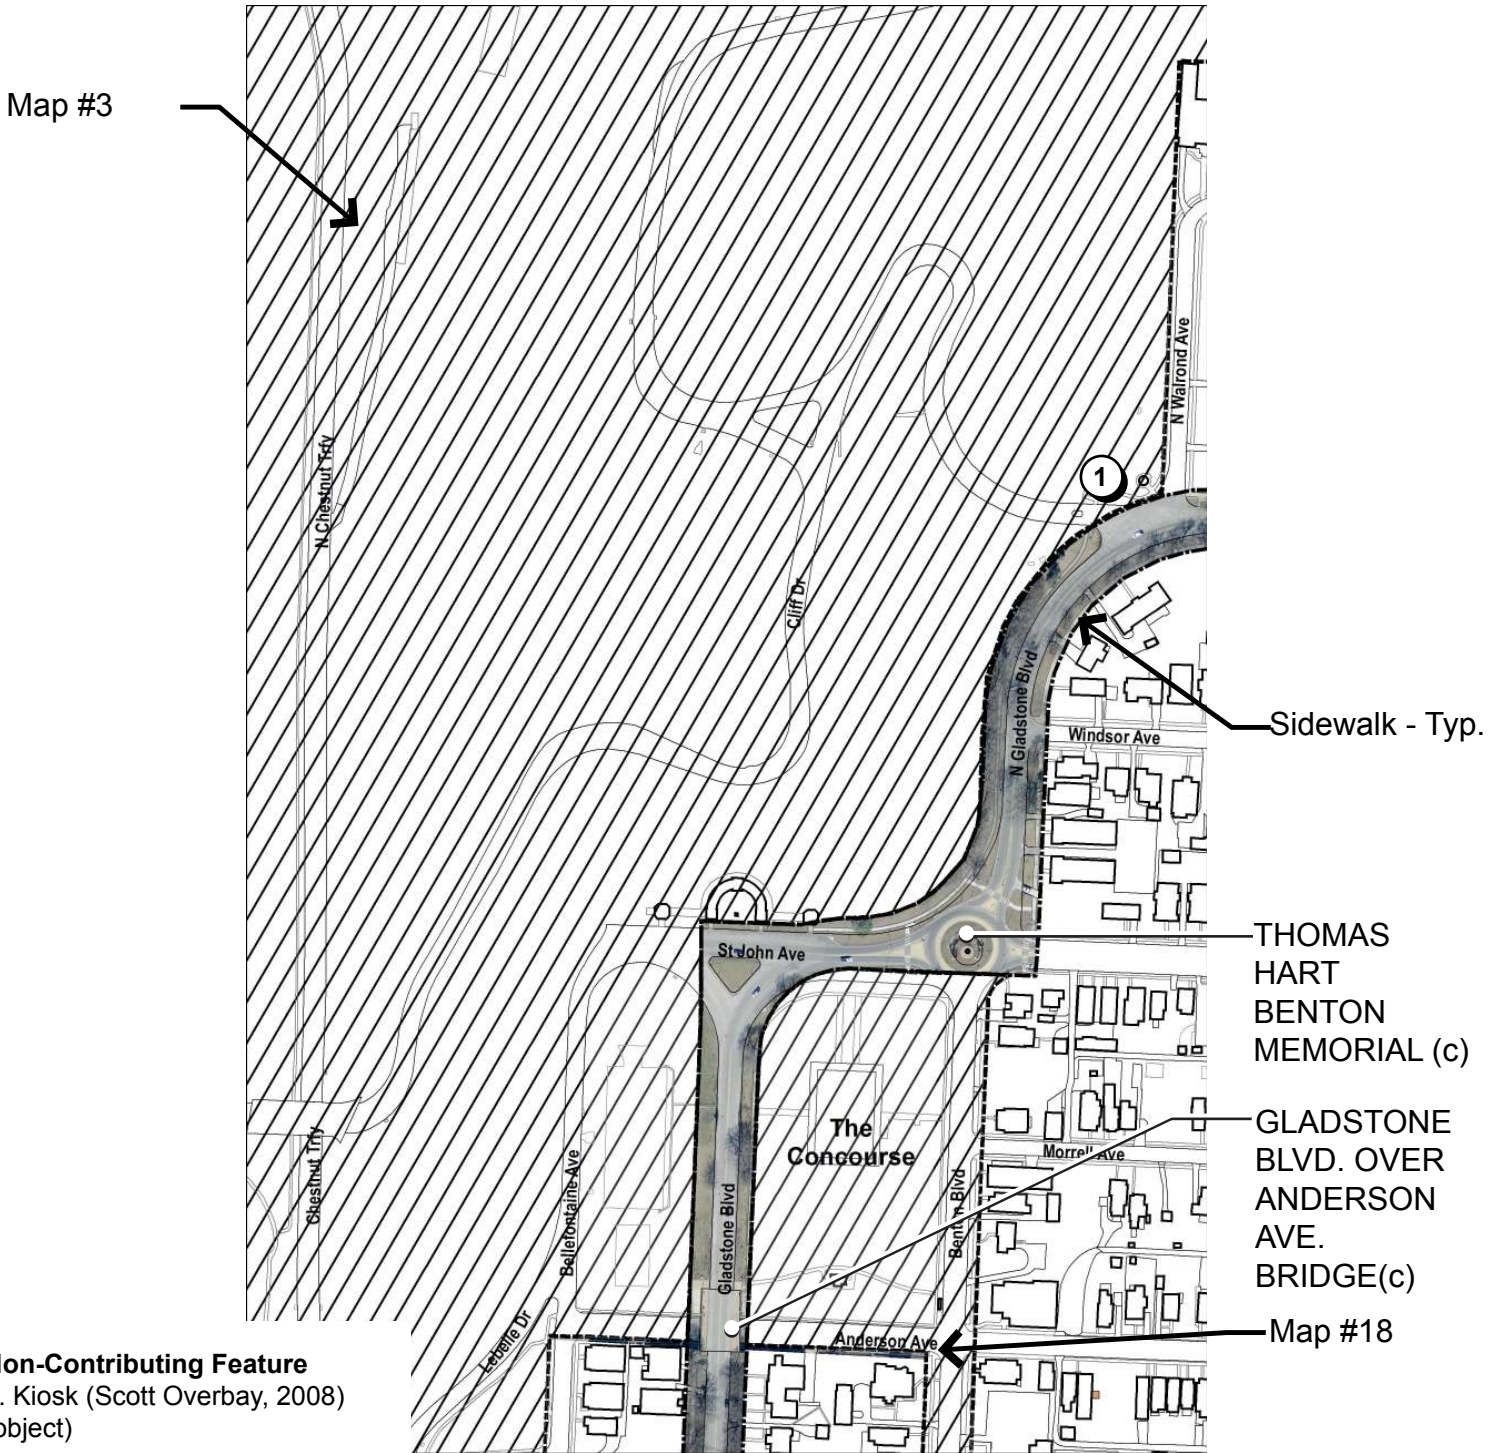 Map #3
N Walrond Ave
N Chestnut Trfy
1
Cliff Dr
N Gladstone Blvd
Sidewalk - Typ.
Windsor Ave
St John Ave
THOMAS
HART
BENTON
MEMORIAL (c)
The
Concourse
GLADSTONE
BLVD. OVER
ANDERSON
AVE.
BRIDGE(c)
Morrell Ave
Chestnut Trfy
Bellefontaine Ave
Gladstone Blvd
Benton Blvd
Map #18
Anderson Ave
Lebelle Dr
on-Contributing Feature
. Kiosk (Scott Overbay, 2008)
object)